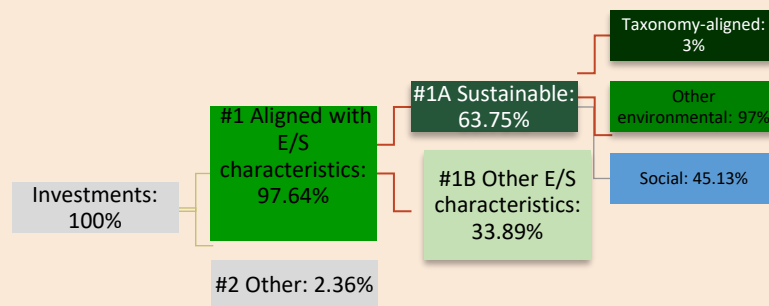 Investments:
100%
#1 Aligned with
E/S
characteristics:
97.64%
#2 Other: 2.36%
#1A Sustainable:
63.75%
#1B Other E/S
characteristics:
33.89%
Taxonomy-aligned:
3%
Other
environmental: 97%
Social: 45.13%